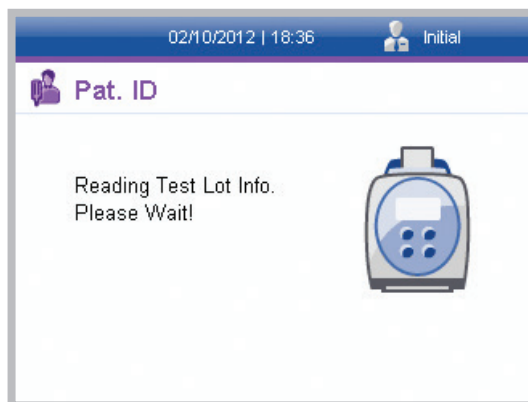 02/10/2012 | 18:36 Initial
Pat. ID
Reading Test Lot Info.
Please Wait!